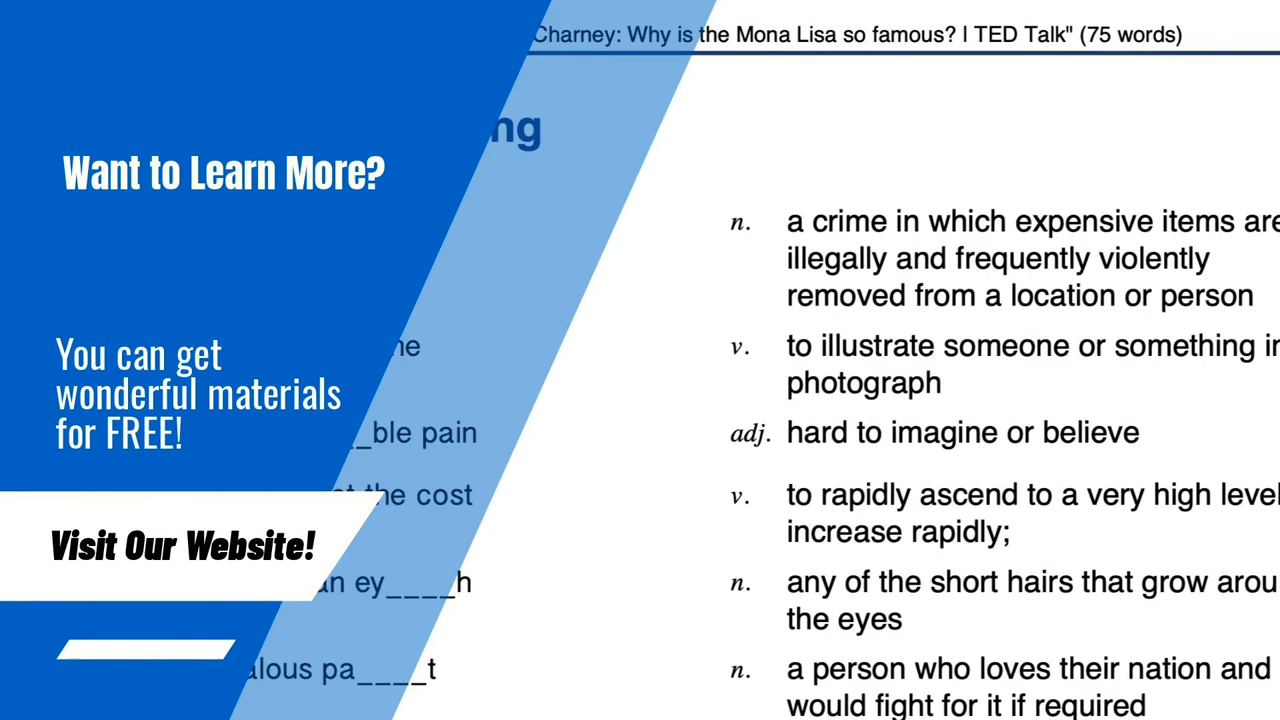 Charney: Why is the Mona Lisa so famous? | TED Talk" (75 words)
ng
Want to Learn More?
You can get
wonderful materials
for FREE!
Visit Our Website!
ble pain
the cost
ey____h
alous pa____t
n. a crime in which expensive items are
illegally and frequently violently
removed from a location or person
v. to illustrate someone or something in
photograph
adj. hard to imagine or believe
v. to rapidly ascend to a very high level
increase rapidly;
n. any of the short hairs that grow arou
the eyes
n. a person who loves their nation and
would fight for it if required